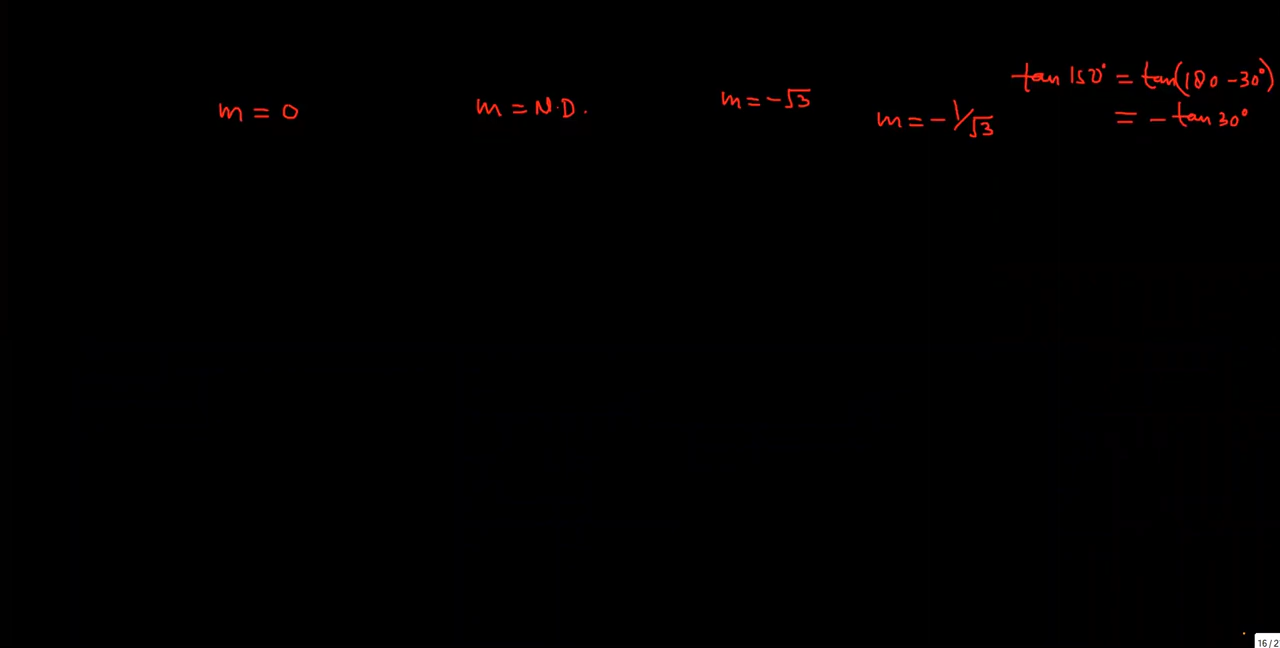 m = 0
m = N.D.
m = -√3
m = -1/√3
tan 150° = tan(180 - 30°)
= - tan 30°
16 / 2